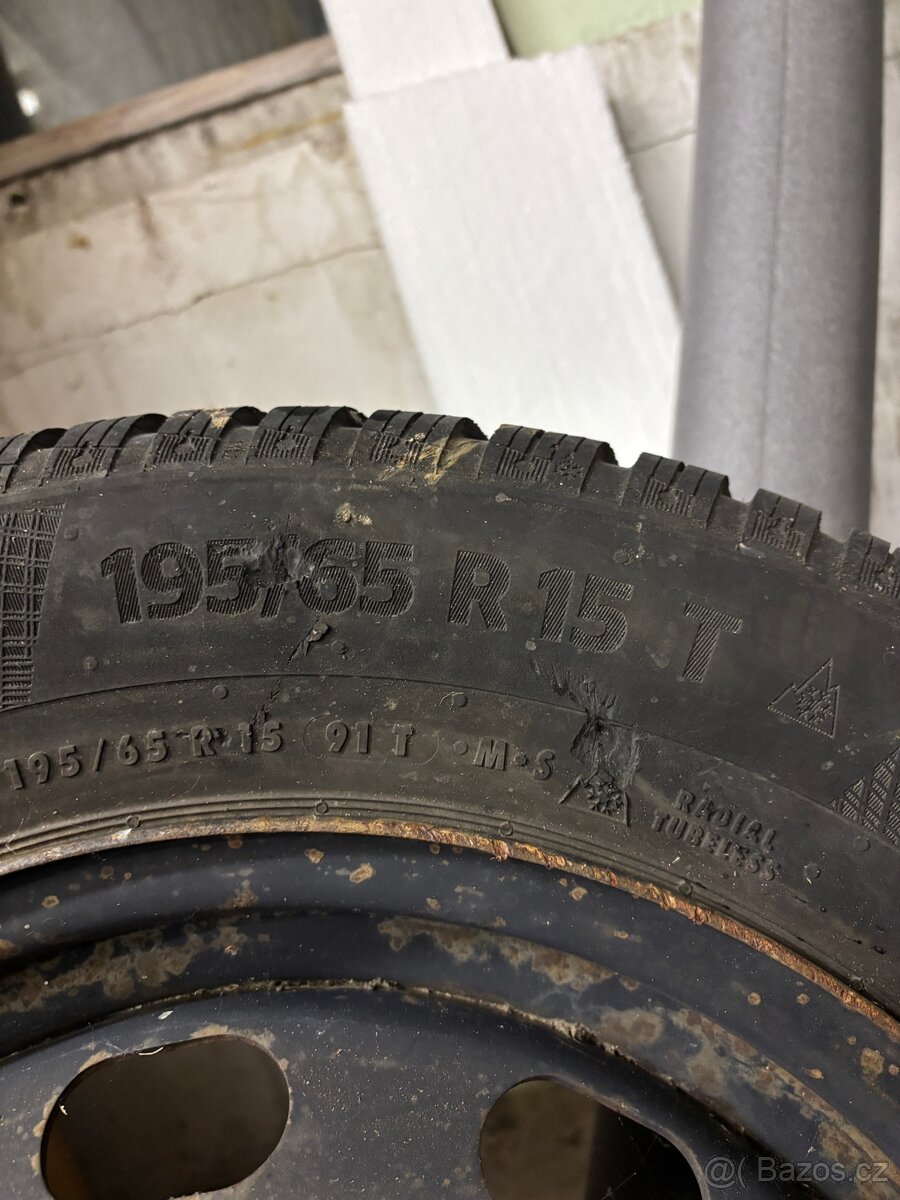 195/65 R 15 T
195/65 R 15 91 T •M•S
RADIAL
TUBELESS
@( Bazos.cz